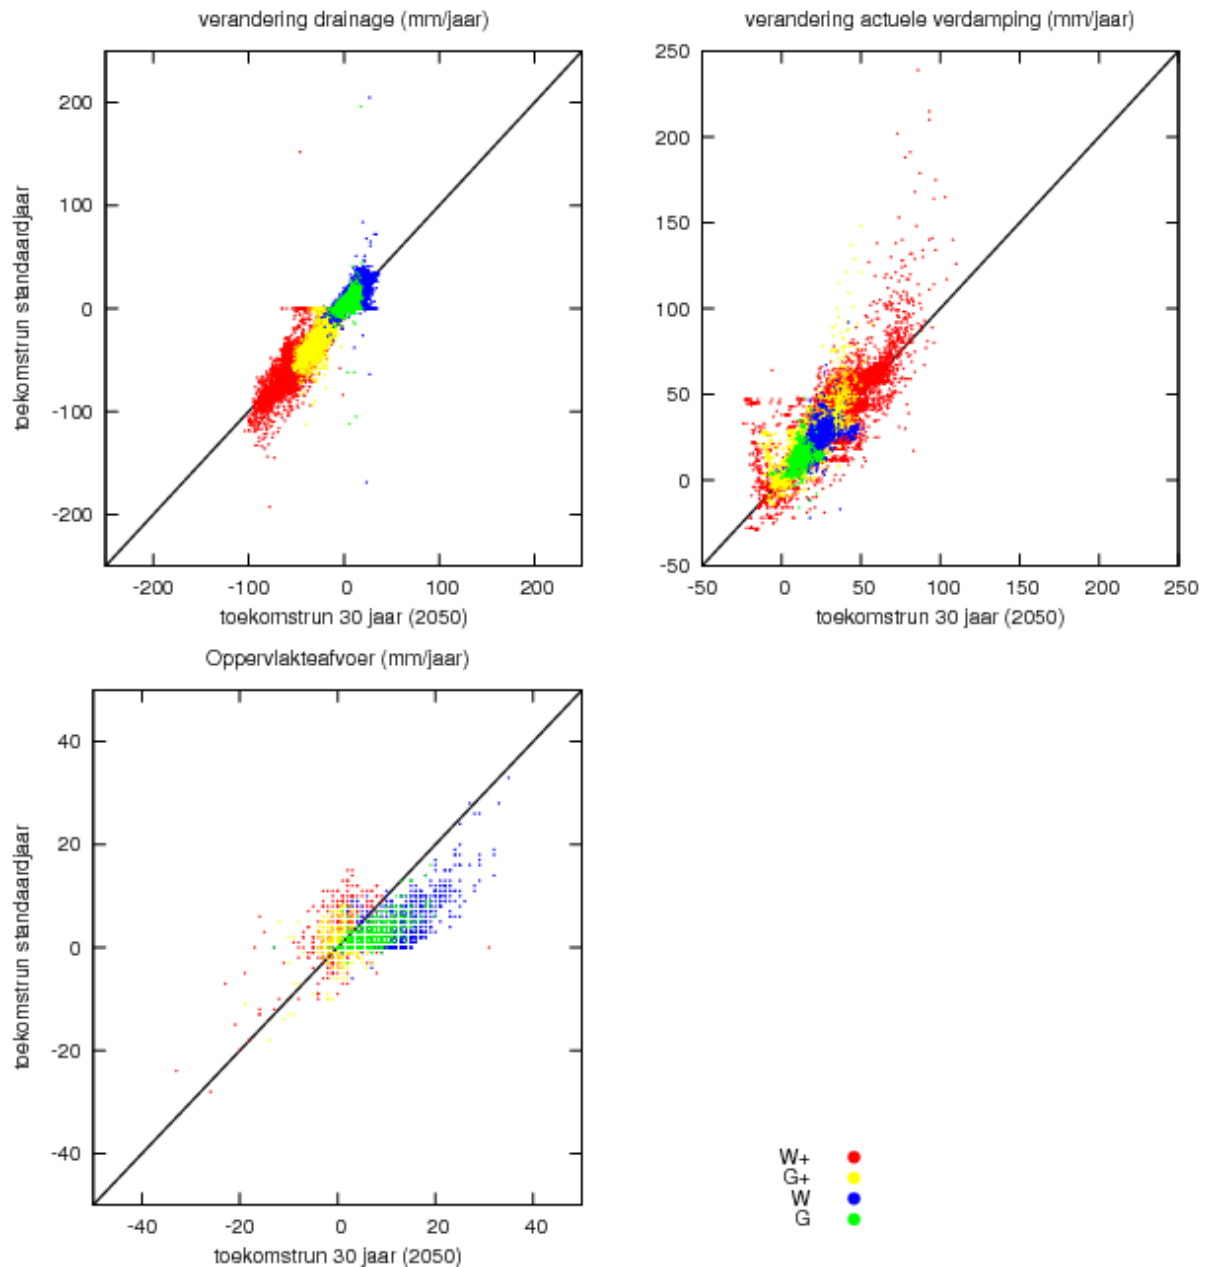 verandering drainage (mm/jaar)
200
100
0
-100
-200
-200 -100 0 100 200
toekomstrun standaardjaar
toekomstrun 30 jaar (2050)
verandering actuele verdamping (mm/jaar)
250
200
150
100
50
0
-50
-50 0 50 100 150 200 250
toekomstrun 30 jaar (2050)
Oppervlakteafvoer (mm/jaar)
40
20
0
-20
-40
-40 -20 0 20 40
toekomstrun standaardjaar
toekomstrun 30 jaar (2050)
W+
G+
W
G